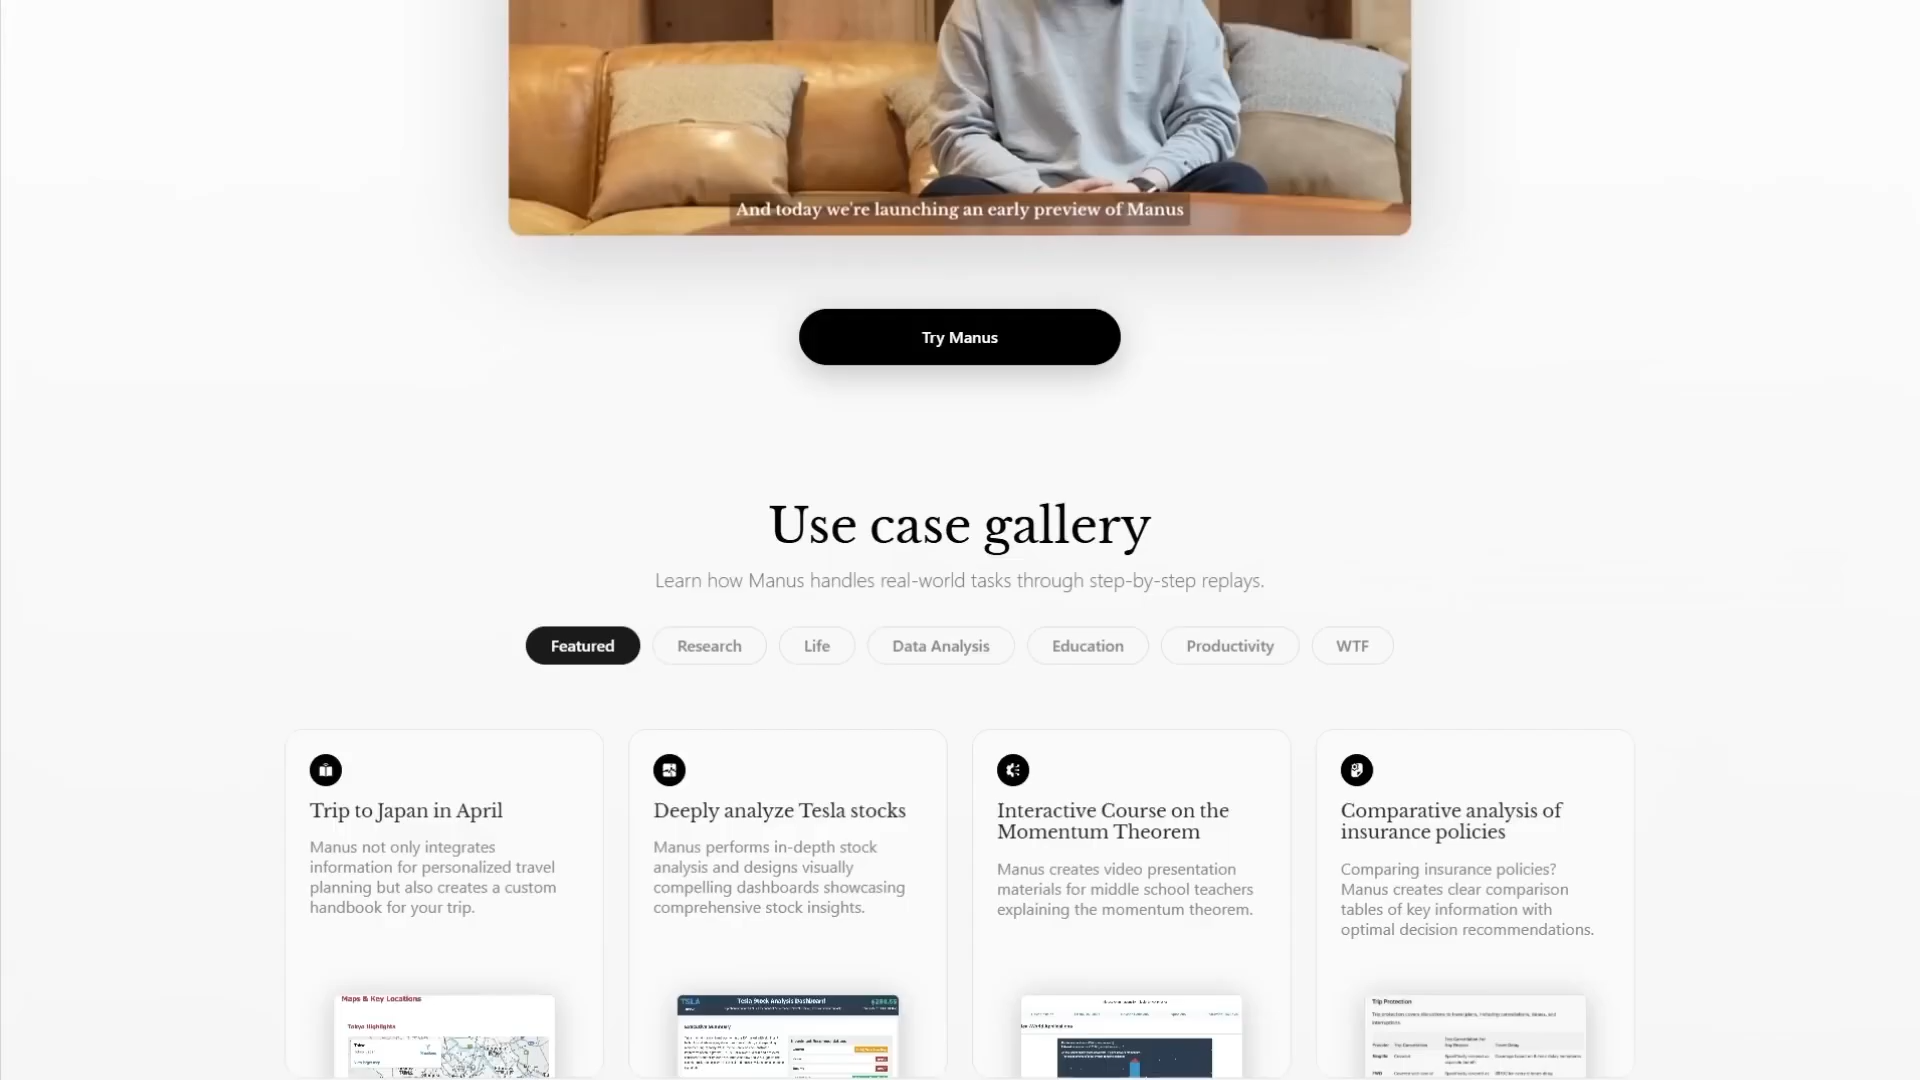 And today we're launching an early preview of Manus
Try Manus
Use case gallery
Learn how Manus handles real-world tasks through step-by-step replays.
Featured
Research
Life
Data Analysis
Education
Productivity
WTF
Trip to Japan in April
Manus not only integrates
information for personalized travel
planning but also creates a custom
handbook for your trip.
Maps & Key Locations
Tokyo Highlights
Deeply analyze Tesla stocks
Manus performs in-depth stock
analysis and designs visually
compelling dashboards showcasing
comprehensive stock insights.
TSLA
Tesla Stock Analysis Dashboard
Executive Summary
Interactive Course on the
Momentum Theorem
Manus creates video presentation
materials for middle school teachers
explaining the momentum theorem.
Comparative analysis of
insurance policies
Comparing insurance policies?
Manus creates clear comparison
tables of key information with
optimal decision recommendations.
Trip Protection